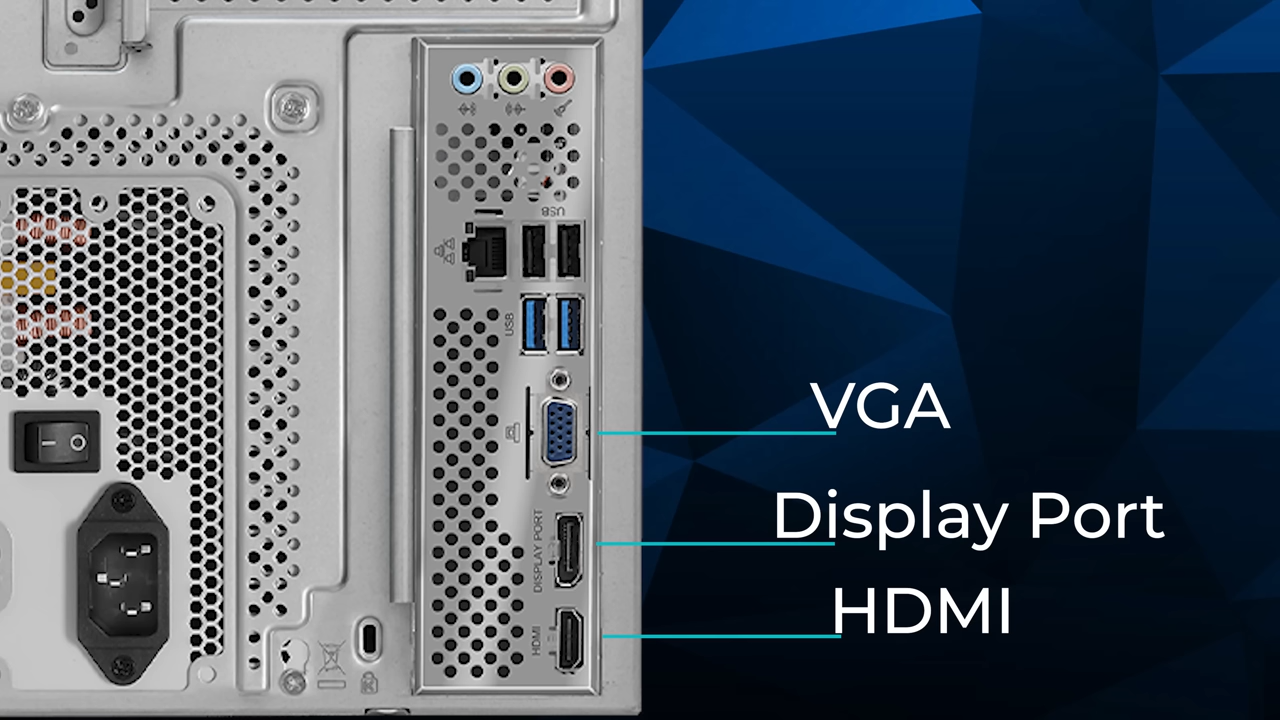 USB
USB
VGA
DISPLAY PORT
Display Port
HDMI
HDMI